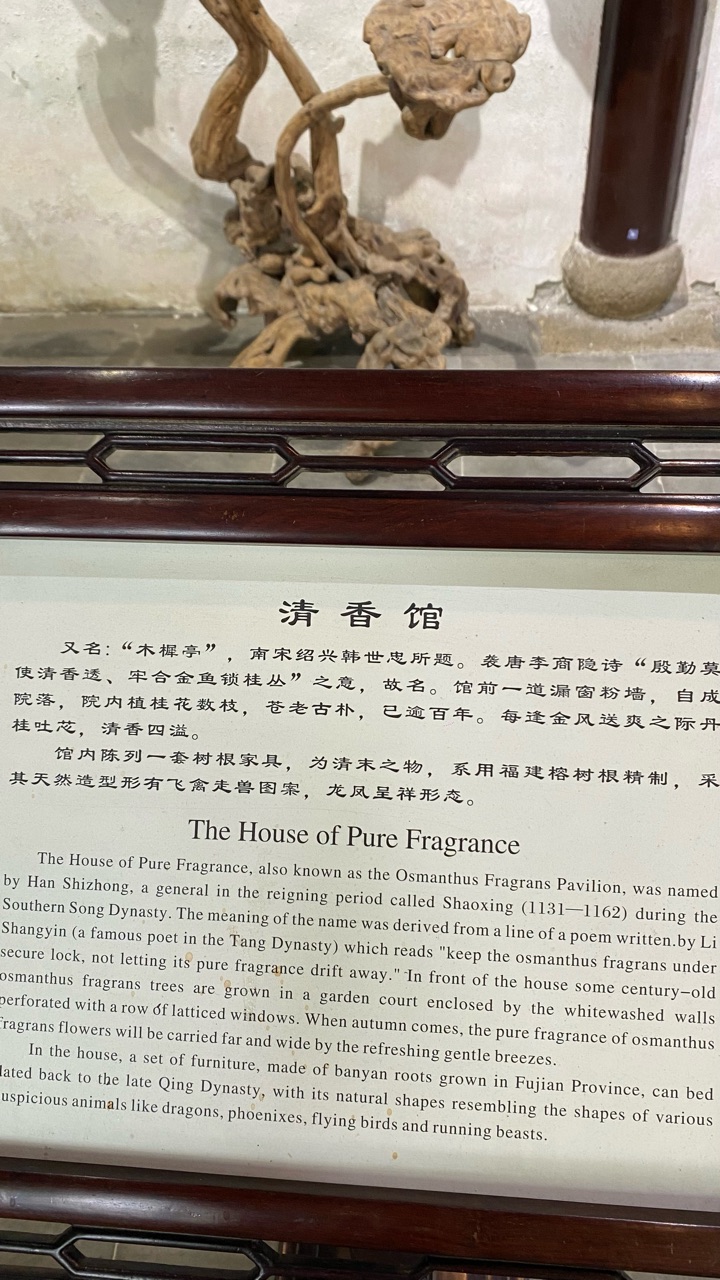 清香馆
又名:“木樨亭”，南宋绍兴韩世忠所题。袭唐李商隐诗“殷勤莫
使清香透、牢合金鱼锁桂丛”之意，故名。馆前一道漏窗粉墙，自成
院落，院内植桂花数枝，苍老古朴，已逾百年。每逢金风送爽之际丹
桂吐芯，清香四溢。
馆内陈列一套树根家具，为清末之物，系用福建榕树根精制，采
其天然造型形有飞禽走兽图案，龙凤呈祥形态。
The House of Pure Fragrance
The House of Pure Fragrance, also known as the Osmanthus Fragrans Pavilion, was named
by Han Shizhong, a general in the reigning period called Shaoxing (1131—1162) during the
Southern Song Dynasty. The meaning of the name was derived from a line of a poem written.by Li
Shangyin (a famous poet in the Tang Dynasty) which reads "keep the osmanthus fragrans under
secure lock, not letting its pure fragrance drift away." In front of the house some century-old
osmanthus fragrans trees are grown in a garden court enclosed by the whitewashed walls
perforated with a row of latticed windows. When autumn comes, the pure fragrance of osmanthus
fragrans flowers will be carried far and wide by the refreshing gentle breezes.
In the house, a set of furniture, made of banyan roots grown in Fujian Province, can bed
dated back to the late Qing Dynasty, with its natural shapes resembling the shapes of various
auspicious animals like dragons, phoenixes, flying birds and running beasts.